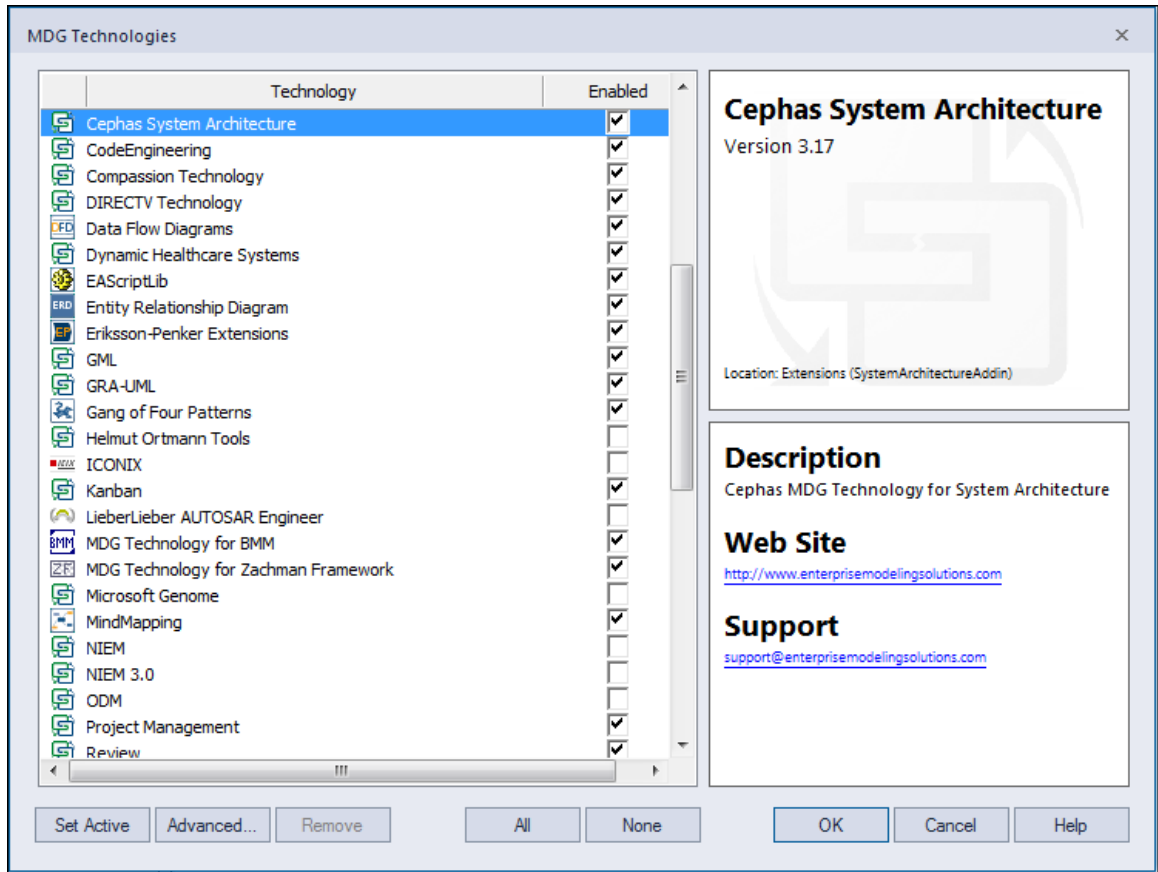 MDG Technologies
Technology Enabled
Cephas System Architecture
CodeEngineering
Compassion Technology
DIRECTV Technology
DFD Data Flow Diagrams
Dynamic Healthcare Systems
EAScriptLib
ERD Entity Relationship Diagram
EP Eriksson-Penker Extensions
GML
GRA-UML
Gang of Four Patterns
Helmut Ortmann Tools
ICONIX
Kanban
LieberLieber AUTOSAR Engineer
BMM MDG Technology for BMM
ZF MDG Technology for Zachman Framework
Microsoft Genome
MindMapping
NIEM
NIEM 3.0
ODM
Project Management
Review
Cephas System Architecture
Version 3.17
Location: Extensions (SystemArchitectureAddin)
Description
Cephas MDG Technology for System Architecture
Web Site
http://www.enterprisemodelingsolutions.com
Support
support@enterprisemodelingsolutions.com
Set Active Advanced... Remove All None OK Cancel Help